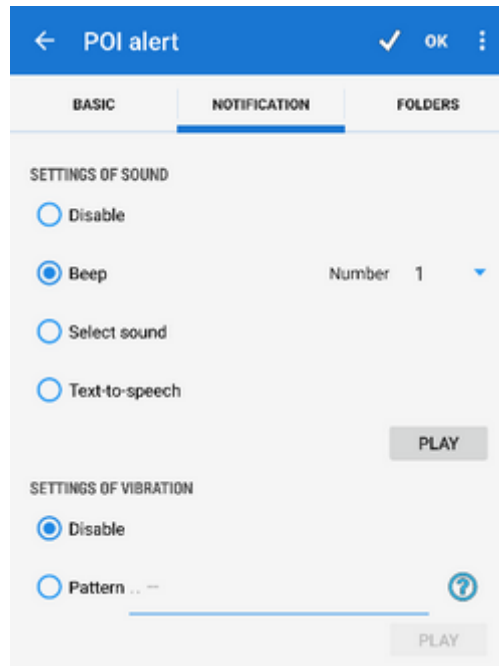 POI alert OK
BASIC NOTIFICATION FOLDERS
SETTINGS OF SOUND
Disable
Beep Number 1
Select sound
Text-to-speech
PLAY
SETTINGS OF VIBRATION
Disable
Pattern .. –
PLAY